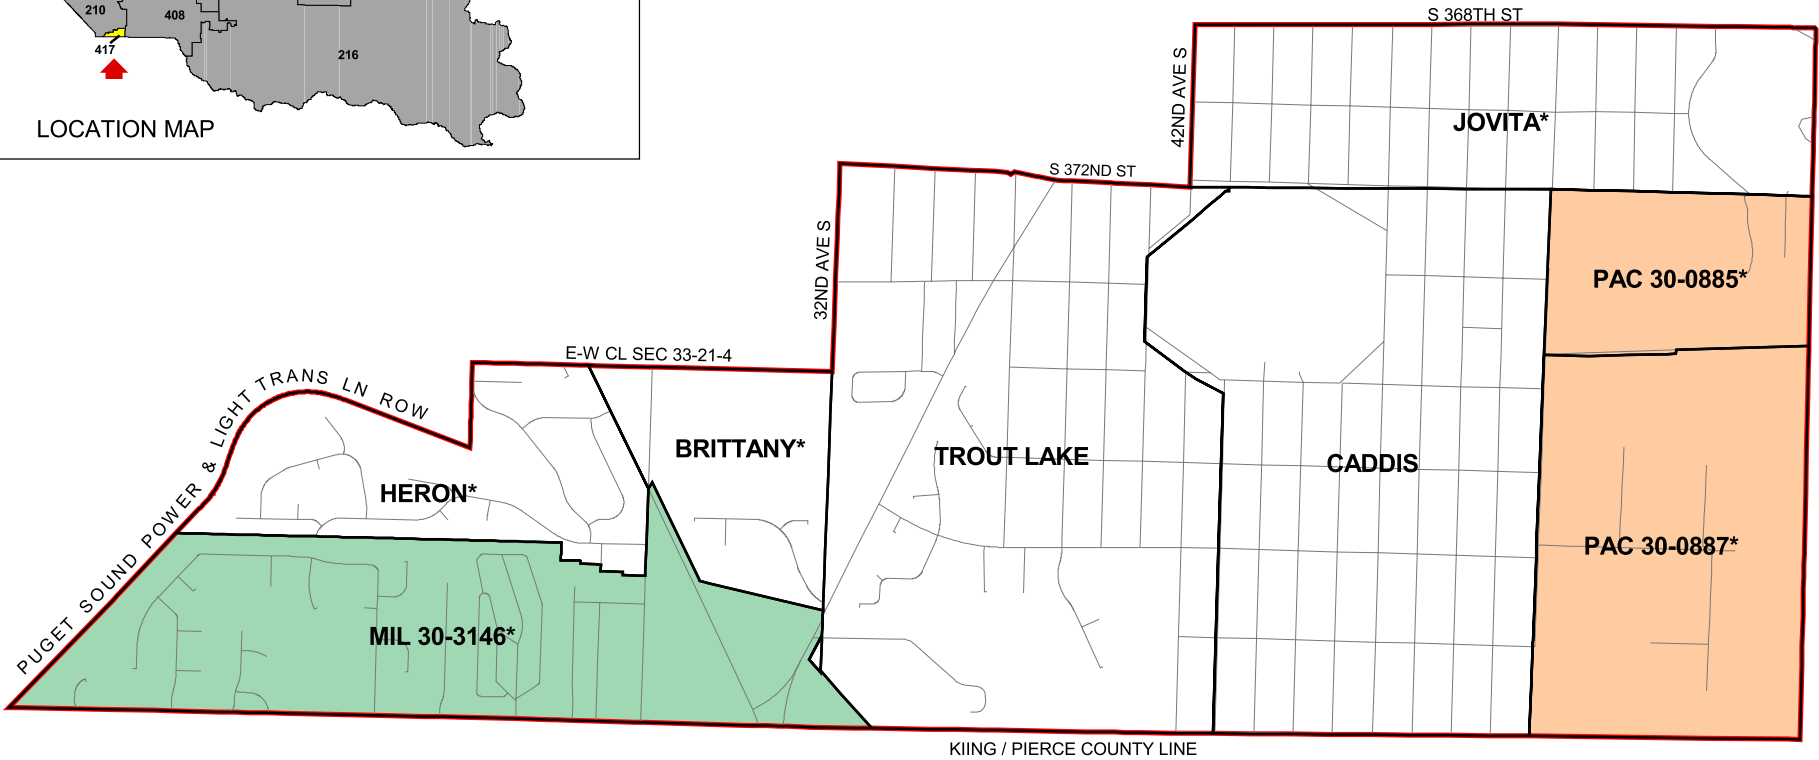 210
408
417
216
LOCATION MAP
S 368TH ST
42ND AVE S
JOVITA*
S 372ND ST
32ND AVE S
PAC 30-0885*
E-W CL SEC 33-21-4
PUGET SOUND POWER & LIGHT TRANS LN ROW
BRITTANY*
TROUT LAKE
CADDIS
HERON*
PAC 30-0887*
MIL 30-3146*
KIING / PIERCE COUNTY LINE